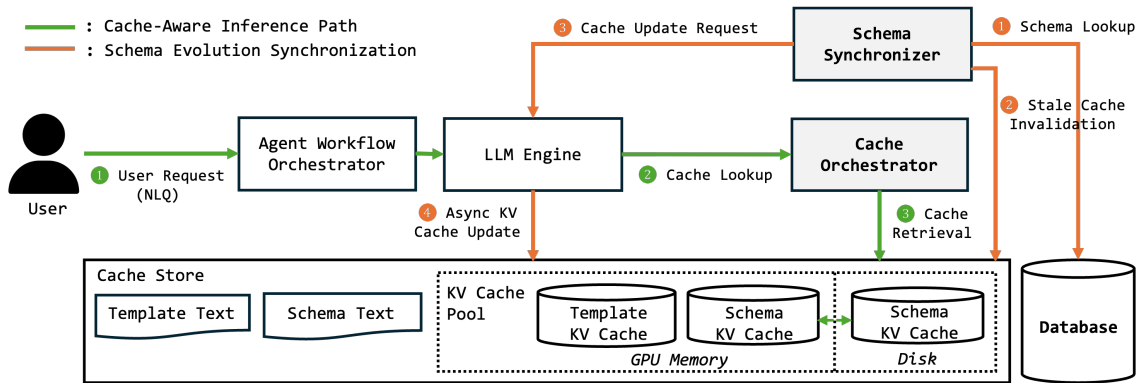 : Cache-Aware Inference Path
: Schema Evolution Synchronization
3 Cache Update Request
Schema
Synchronizer
1 Schema Lookup
2 Stale Cache
Invalidation
User
1 User Request
(NLQ)
Agent Workflow
Orchestrator
LLM Engine
2 Cache Lookup
Cache
Orchestrator
4 Async KV
Cache Update
3 Cache
Retrieval
Cache Store
Template Text
Schema Text
KV Cache
Pool
Template
KV Cache
Schema
KV Cache
GPU Memory
Schema
KV Cache
Disk
Database